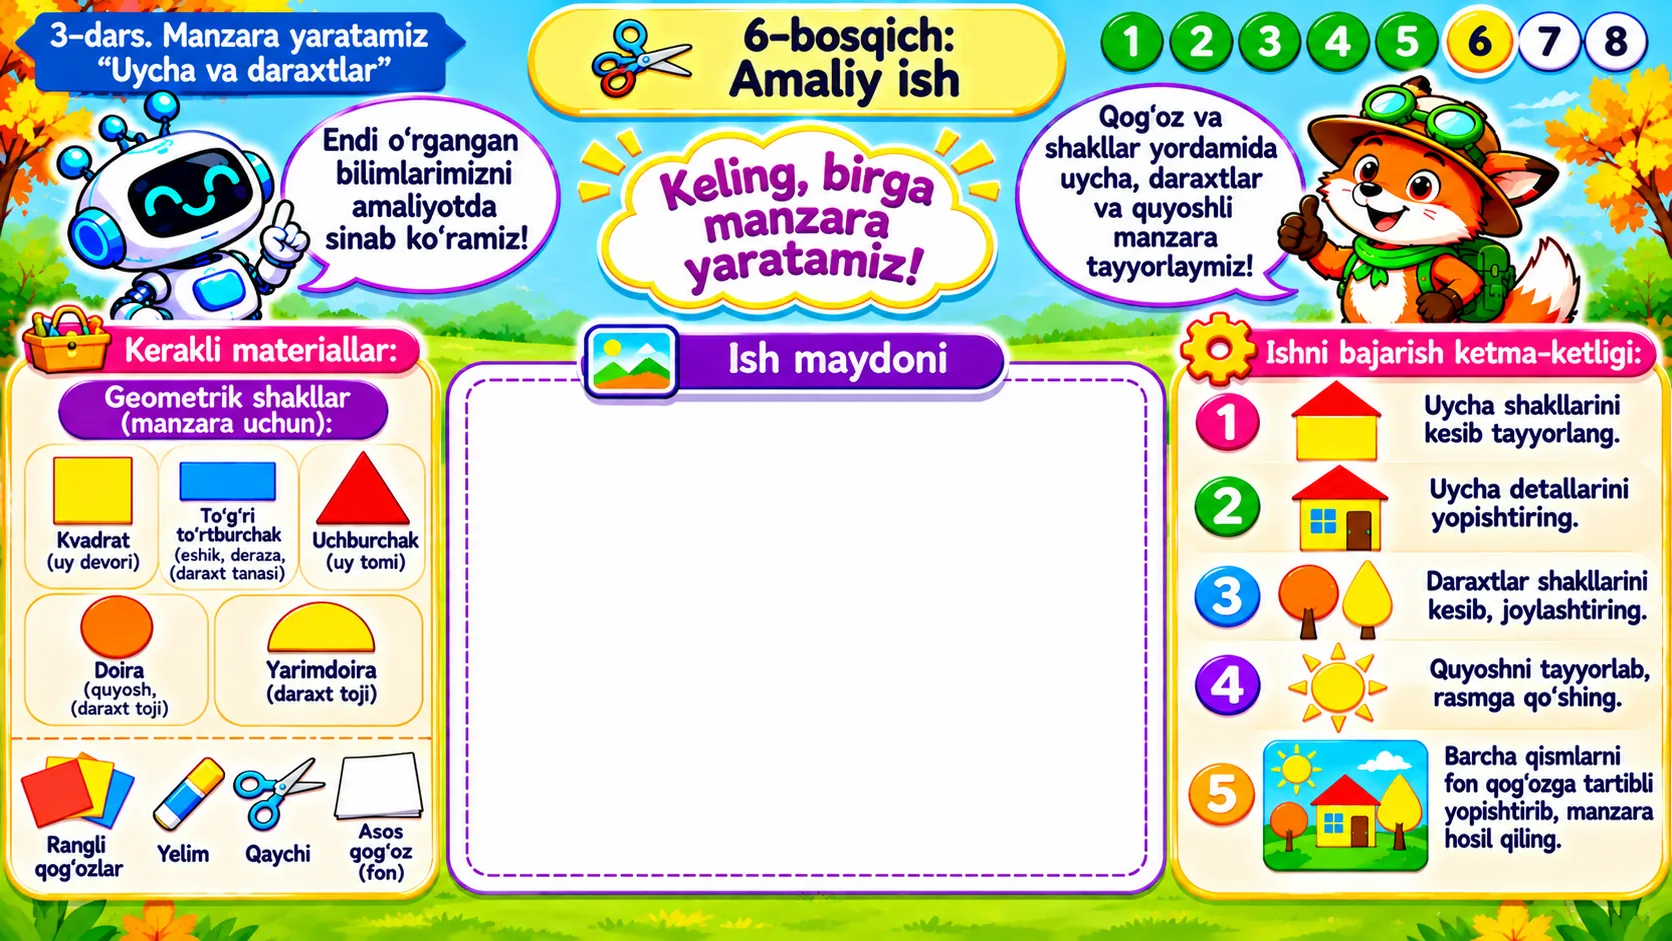 3-dars. Manzara yaratamiz
“Uycha va daraxtlar”
6-bosqich:
Amaliy ish
1 2 3 4 5 6 7 8
Endi o‘rgangan
bilimlarimizni
amaliyotda
sinab ko‘ramiz!
Keling, birga
manzara
yaratamiz!
Qog‘oz va
shakllar yordamida
uycha, daraxtlar
va quyoshli
manzara
tayyorlaymiz!
Kerakli materiallar:
Geometrik shakllar
(manzara uchun):
Kvadrat
(uy devori)
To‘g‘ri
to‘rtburchak
(eshik, deraza,
(daraxt tanasi)
Uchburchak
(uy tomi)
Doira
(quyosh,
(daraxt toji)
Yarimdoira
(daraxt toji)
Rangli
qog‘ozlar
Yelim
Qaychi
Asos
qog‘oz
(fon)
Ish maydoni
Ishni bajarish ketma-ketligi:
1
Uycha shakllarini
kesib tayyorlang.
2
Uycha detallarini
yopishtiring.
3
Daraxtlar shakllarini
kesib, joylashtiring.
4
Quyoshni tayyorlab,
rasmga qo‘shing.
5
Barcha qismlarni
fon qog‘ozga tartibli
yopishtirib, manzara
hosil qiling.